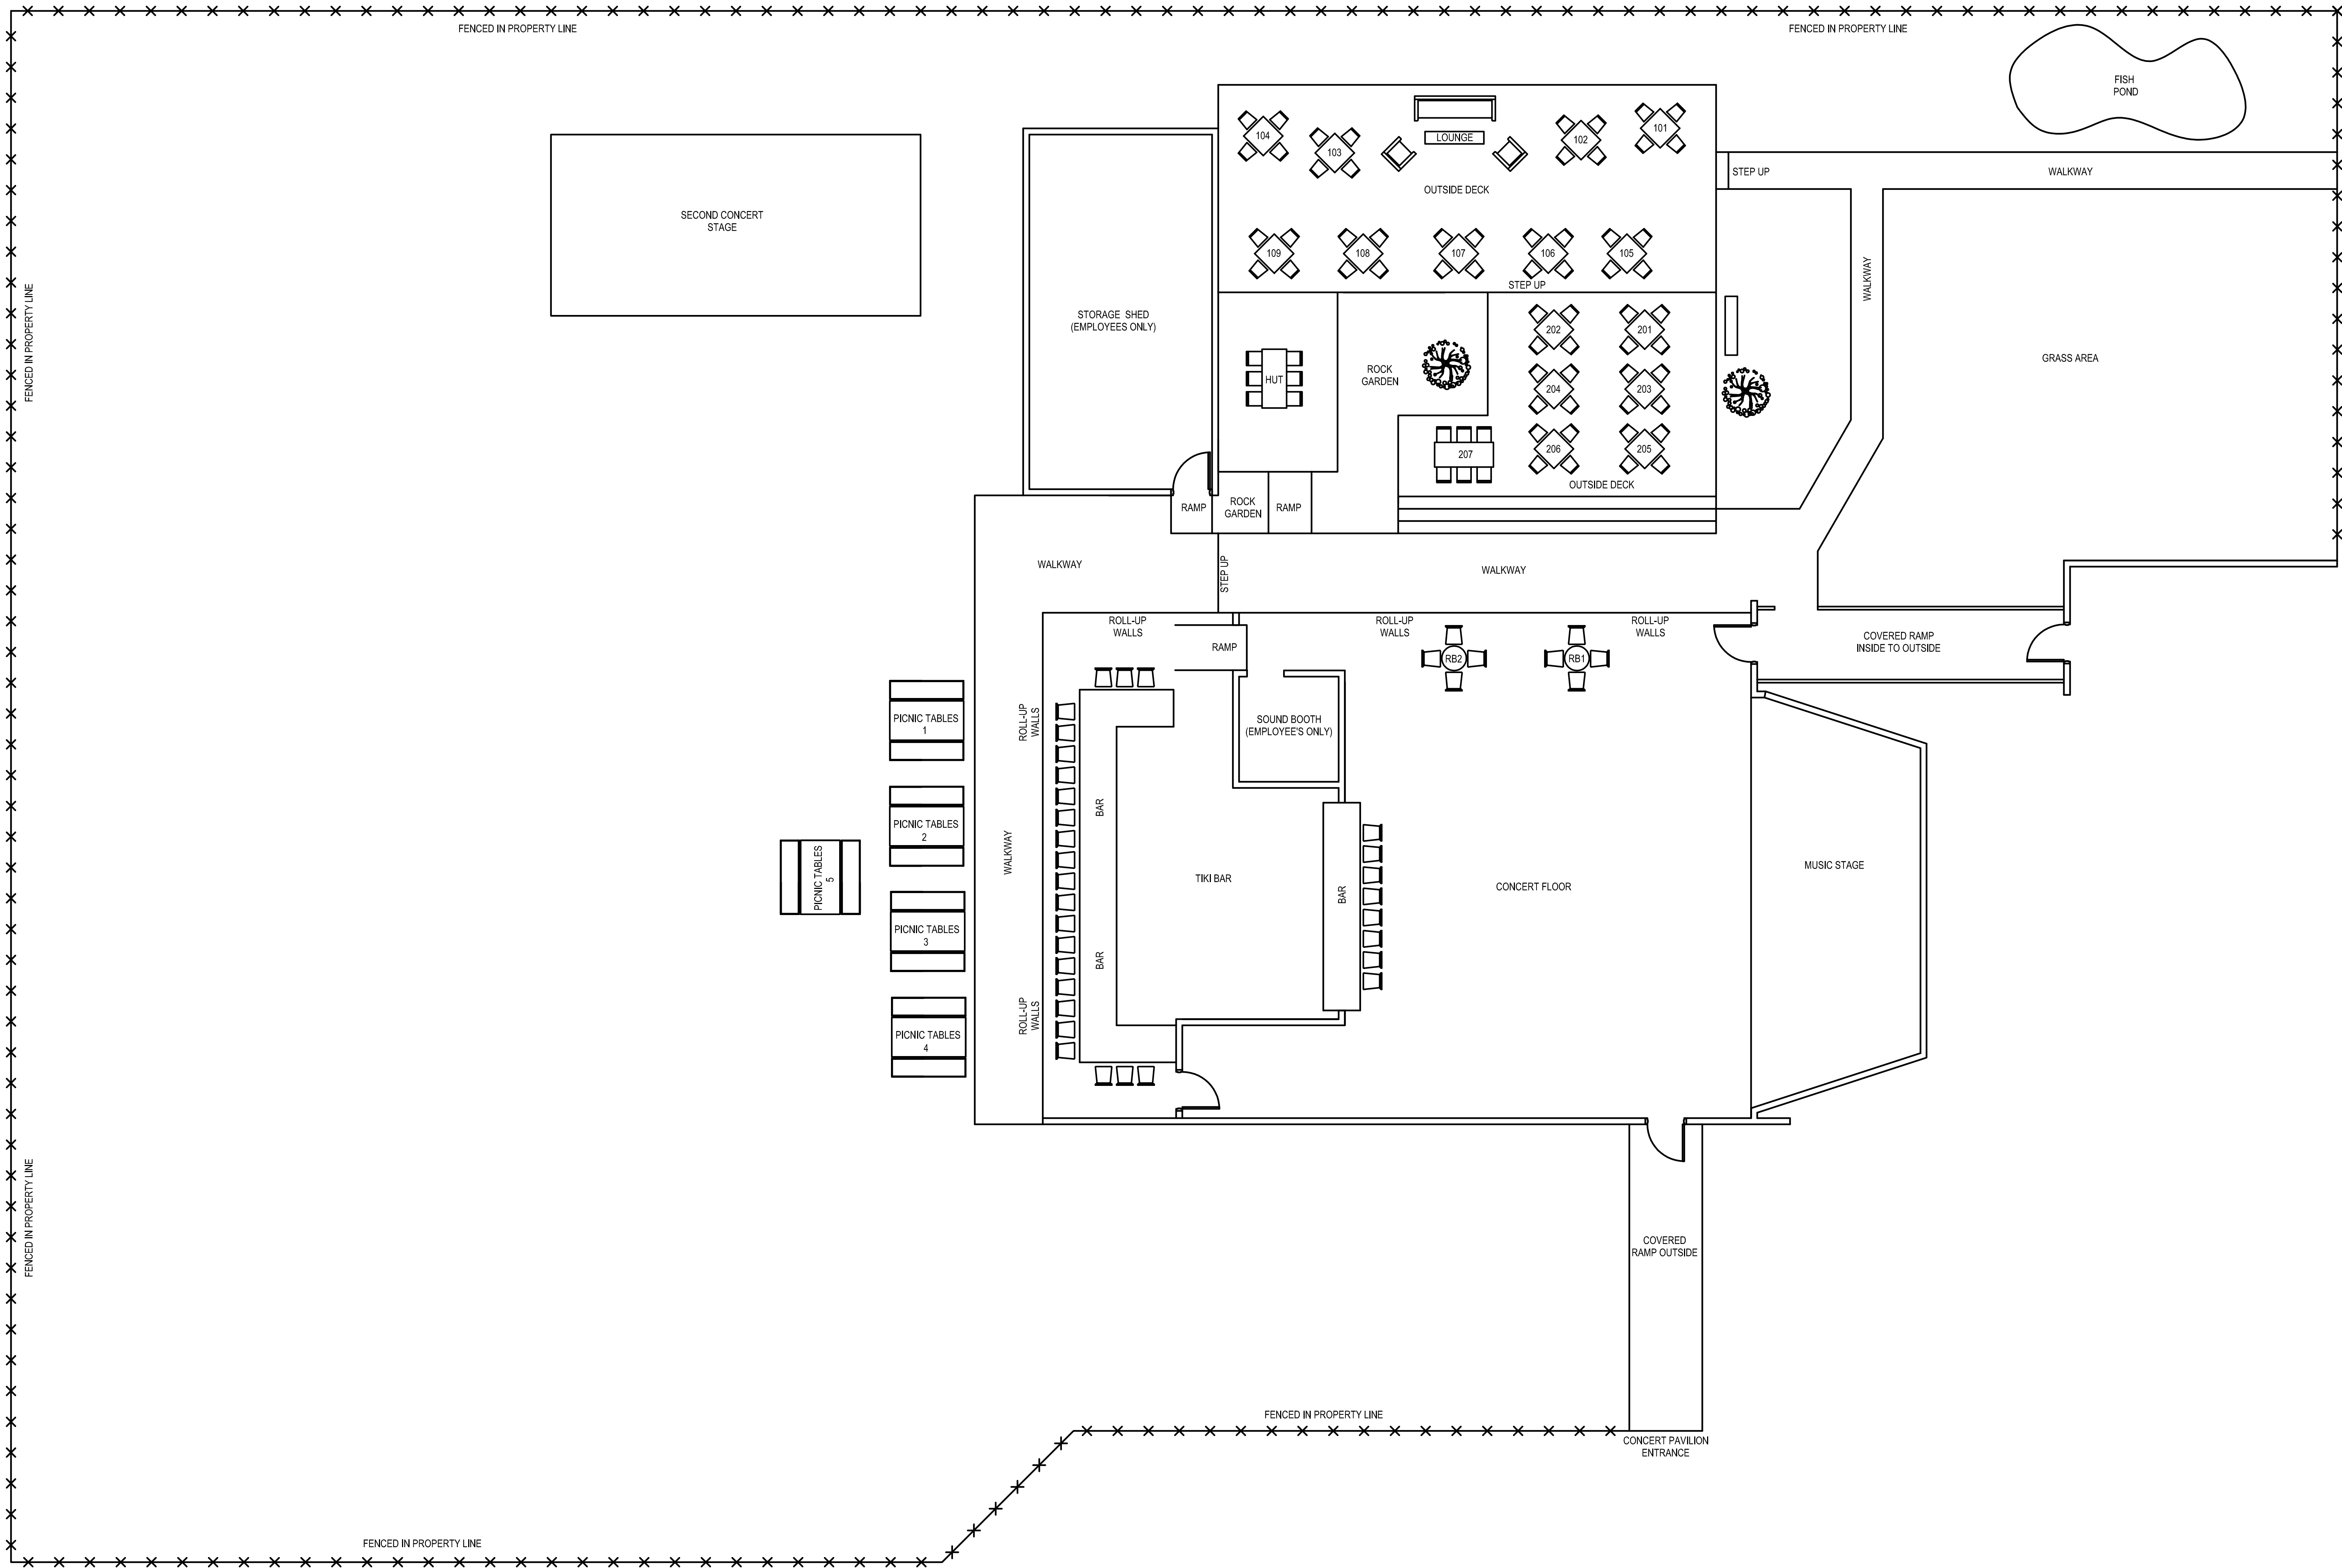 FENCED IN PROPERTY LINE
FENCED IN PROPERTY LINE
FISH
POND
104
103
LOUNGE
102
101
OUTSIDE DECK
STEP UP
WALKWAY
SECOND CONCERT
STAGE
109
108
107
106
105
STEP UP
WALKWAY
FENCED IN PROPERTY LINE
STORAGE SHED
(EMPLOYEES ONLY)
202
201
GRASS AREA
HUT
ROCK
GARDEN
204
203
207
206
205
OUTSIDE DECK
RAMP
ROCK
GARDEN
RAMP
WALKWAY
STEP UP
WALKWAY
ROLL-UP
WALLS
ROLL-UP
WALLS
ROLL-UP
WALLS
RAMP
RB2
RB1
COVERED RAMP
INSIDE TO OUTSIDE
PICNIC TABLES
1
ROLL-UP
WALLS
SOUND BOOTH
(EMPLOYEE'S ONLY)
PICNIC TABLES
2
BAR
WALKWAY
PICNIC TABLES
5
TIKI BAR
BAR
CONCERT FLOOR
MUSIC STAGE
PICNIC TABLES
3
BAR
ROLL-UP
WALLS
PICNIC TABLES
4
FENCED IN PROPERTY LINE
COVERED
RAMP OUTSIDE
FENCED IN PROPERTY LINE
CONCERT PAVILION
ENTRANCE
FENCED IN PROPERTY LINE